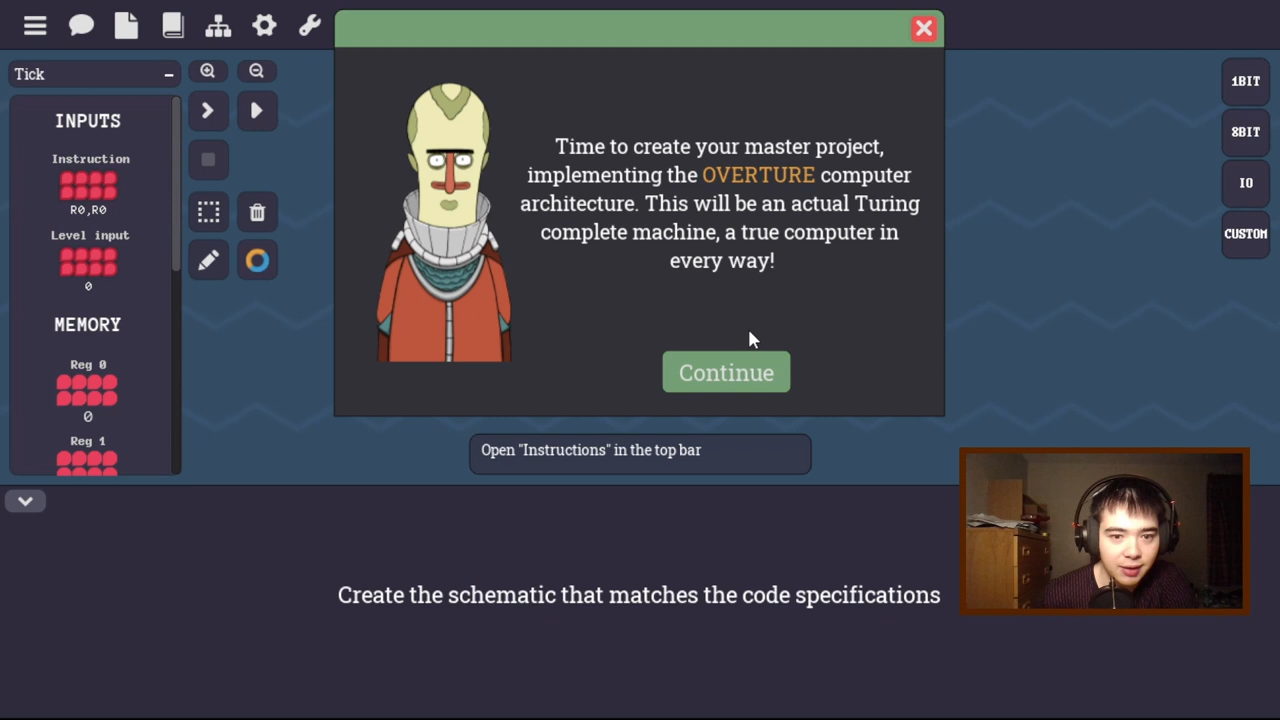 Tick
INPUTS
Instruction
R0,R0
Level input
0
MEMORY
Reg 0
0
Reg 1
Time to create your master project,
implementing the OVERTURE computer
architecture. This will be an actual Turing
complete machine, a true computer in
every way!
Continue
Open "Instructions" in the top bar
1BIT
8BIT
IO
CUSTOM
Create the schematic that matches the code specifications